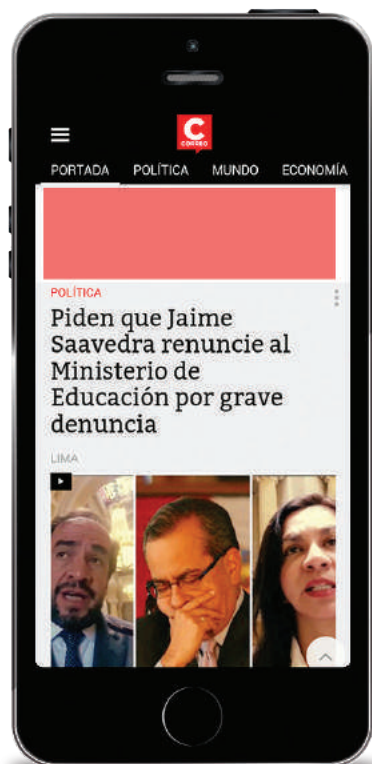 C
CORREO
PORTADA POLÍTICA MUNDO ECONOMÍA
POLÍTICA
Piden que Jaime
Saavedra renuncie al
Ministerio de
Educación por grave
denuncia
LIMA